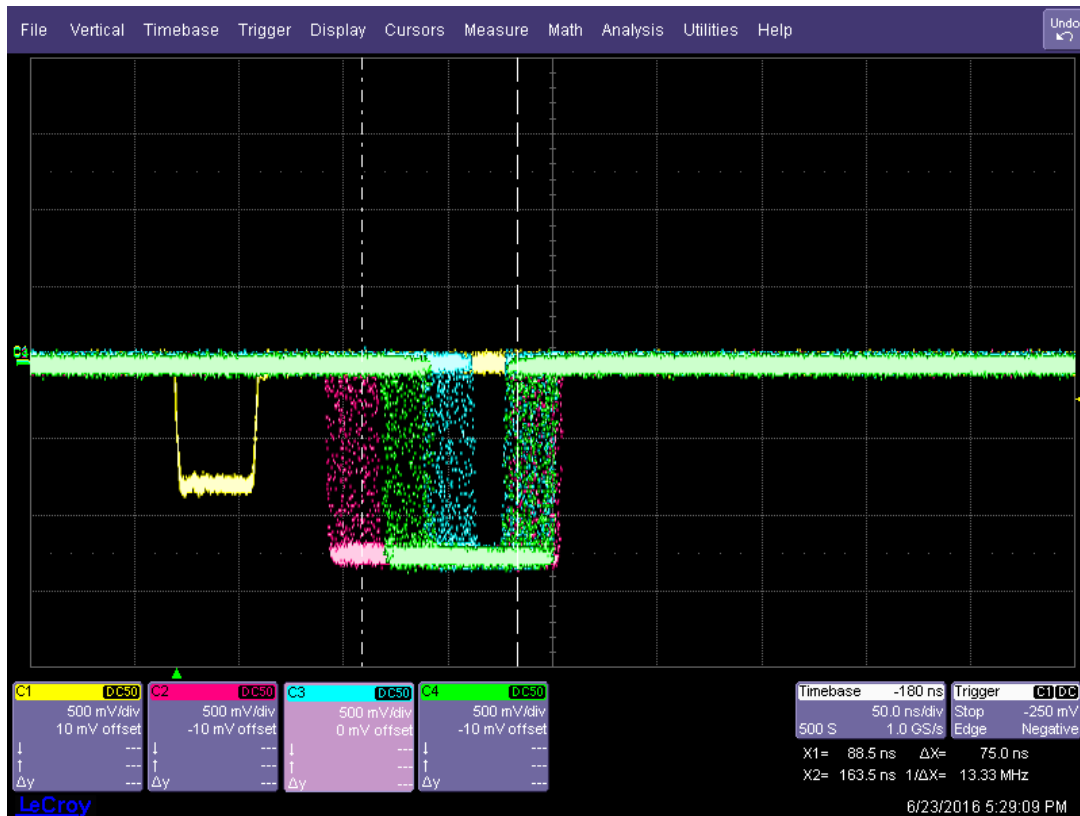 File Vertical Timebase Trigger Display Cursors Measure Math Analysis Utilities Help Undo
C1 DC50
500 mV/div
10 mV offset
---
---
Δy ---
C2 DC50
500 mV/div
-10 mV offset
---
---
Δy ---
C3 DC50
500 mV/div
0 mV offset
---
---
Δy ---
C4 DC50
500 mV/div
-10 mV offset
---
---
Δy ---
Timebase -180 ns
50.0 ns/div
500 S 1.0 GS/s
Trigger C1 DC
Stop -250 mV
Edge Negative
X1= 88.5 ns ΔX= 75.0 ns
X2= 163.5 ns 1/ΔX= 13.33 MHz
LeCroy
6/23/2016 5:29:09 PM